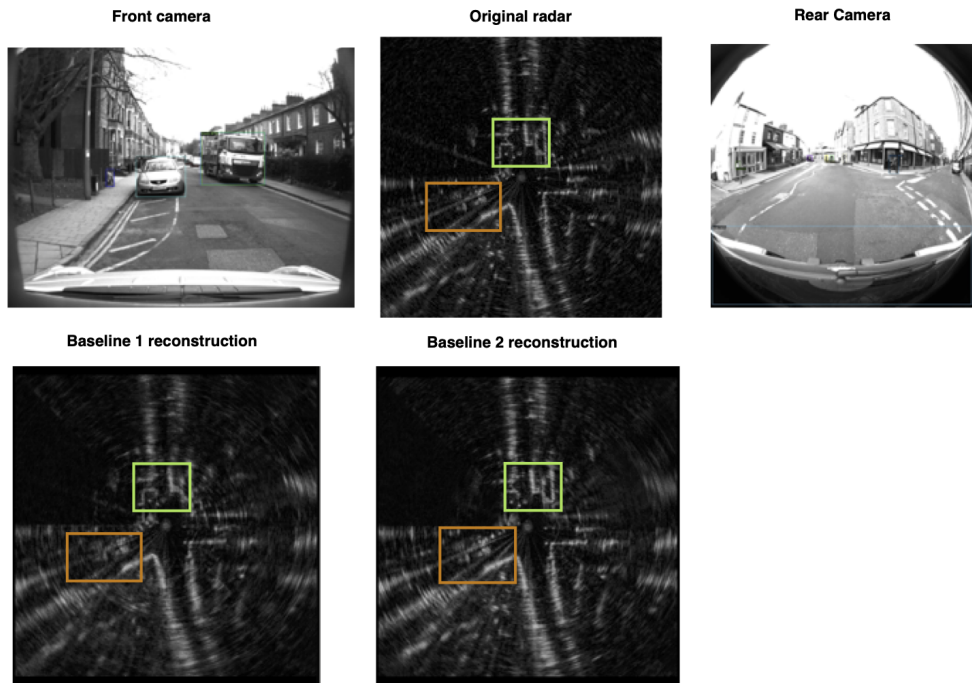 Front camera
Original radar
Rear Camera
Baseline 1 reconstruction
Baseline 2 reconstruction